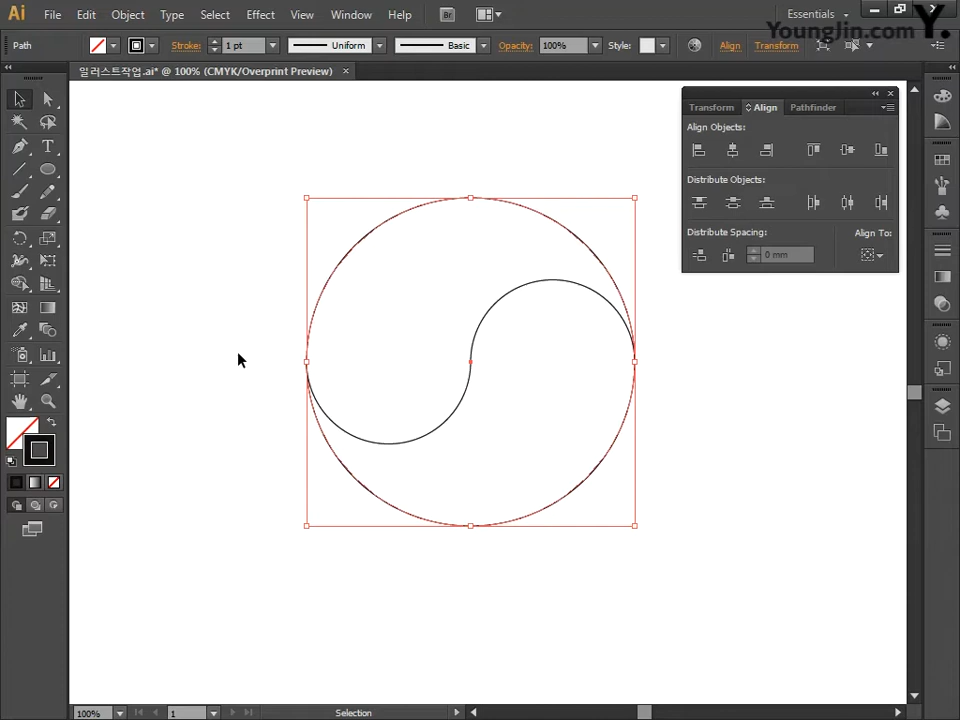 Ai File Edit Object Type Select Effect View Window Help Br Essentials
YoungJin.com Y.
Path Stroke: 1 pt Uniform Basic Opacity: 100% Style: Align Transform
일러스트작업.ai* @ 100% (CMYK/Overprint Preview) ×
Transform Align Pathfinder
Align Objects:
Distribute Objects:
Distribute Spacing: Align To:
0 mm
T
100% 1 Selection